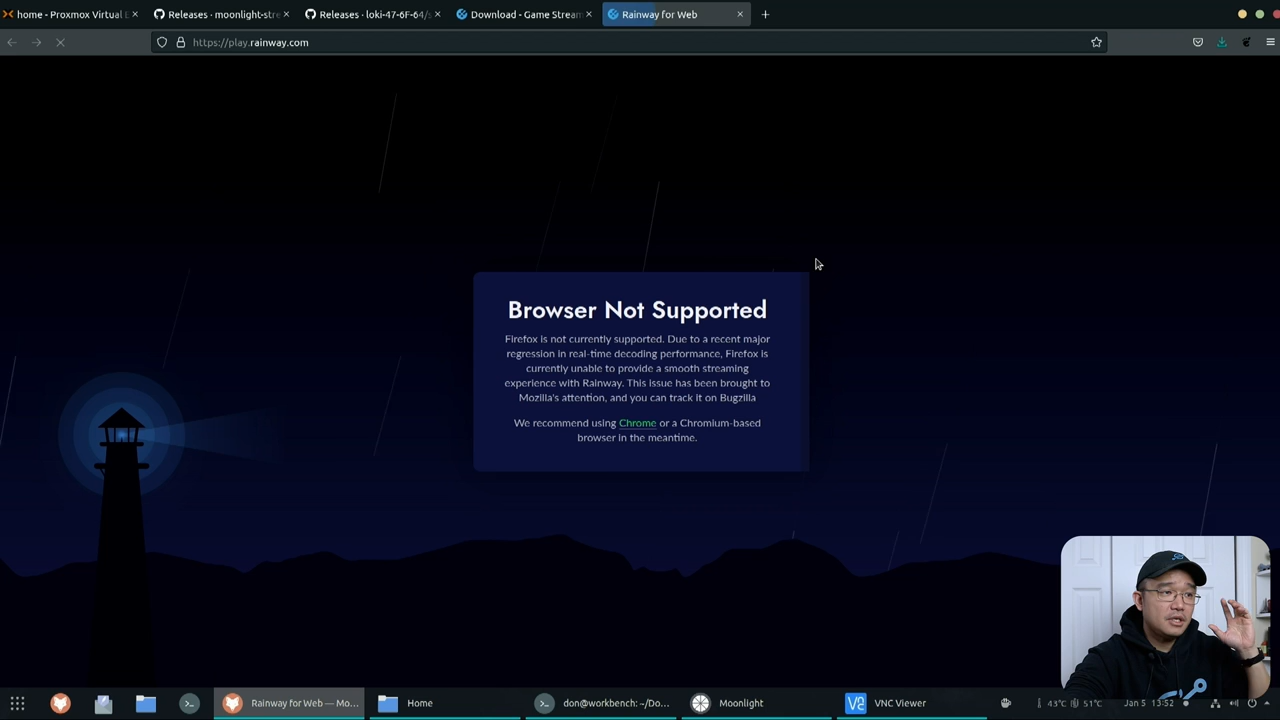 home - Proxmox Virtual E
Releases · moonlight-stre
Releases · loki-47-6F-64/s
Download - Game Stream
Rainway for Web
https://play.rainway.com
Browser Not Supported
Firefox is not currently supported. Due to a recent major
regression in real-time decoding performance, Firefox is
currently unable to provide a smooth streaming
experience with Rainway. This issue has been brought to
Mozilla's attention, and you can track it on Bugzilla
We recommend using Chrome or a Chromium-based
browser in the meantime.
Rainway for Web — Mo...
Home
don@workbench: ~/Do...
Moonlight
VNC Viewer
43°C
51°C
Jan 5 13:52